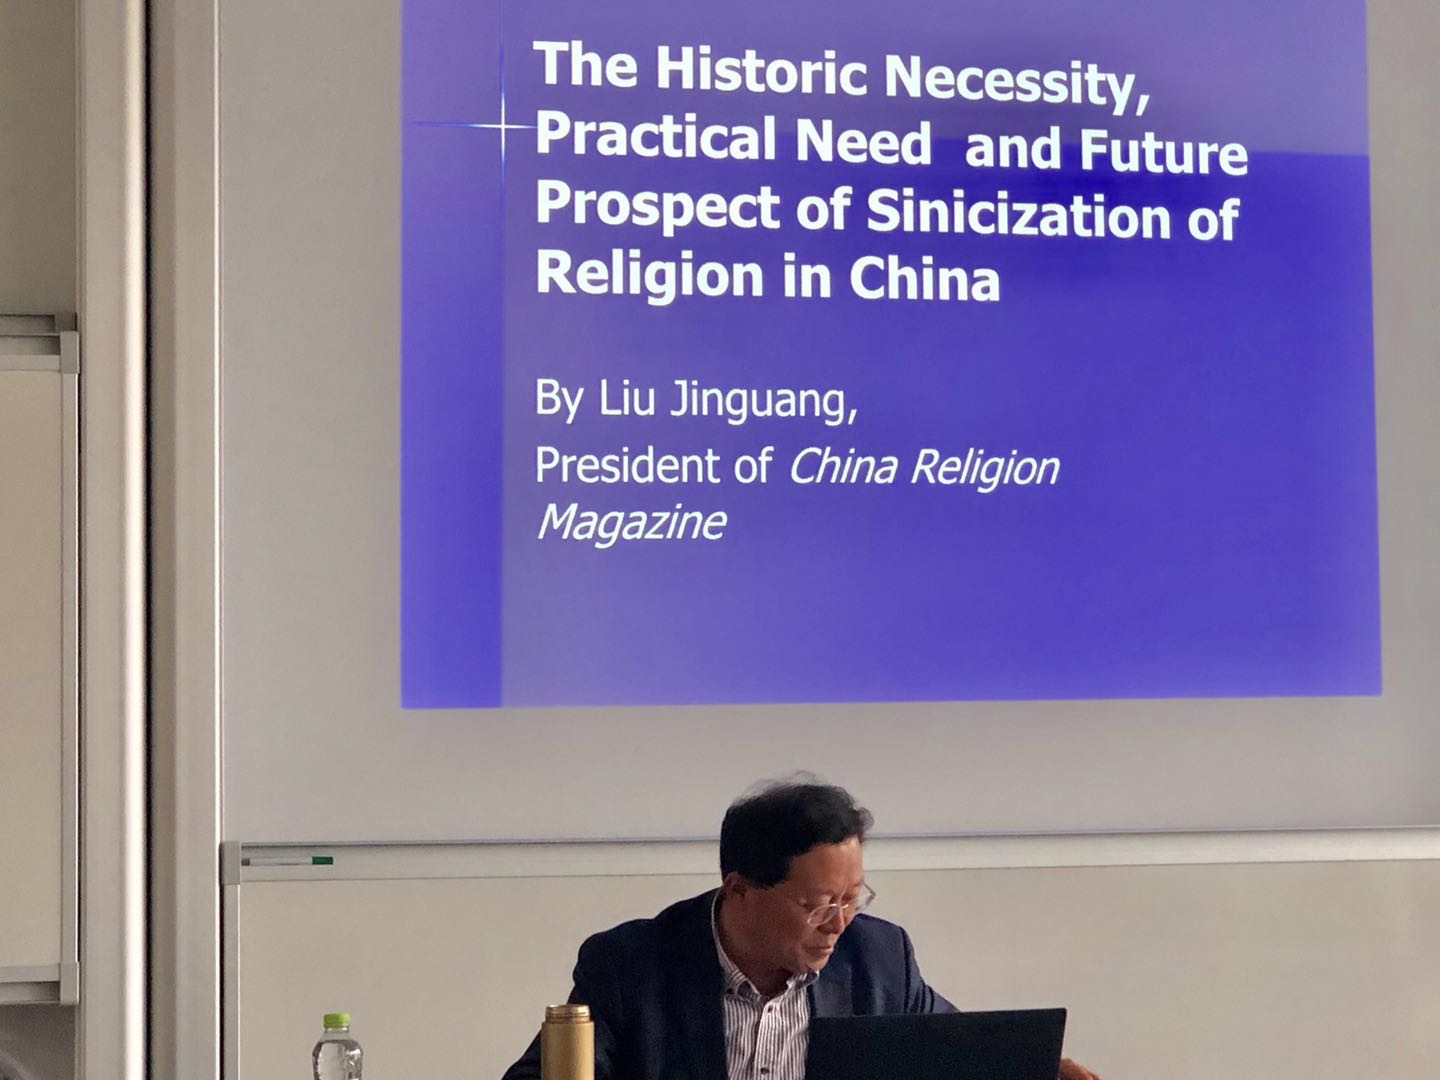 The Historic Necessity,
Practical Need and Future
Prospect of Sinicization of
Religion in China
By Liu Jinguang,
President of China Religion
Magazine